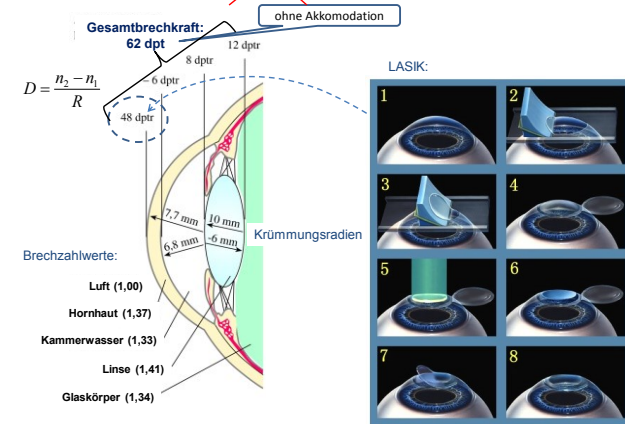 ohne Akkomodation
Gesamtbrechkraft:
62 dpt
12 dptr
8 dptr
- 6 dptr
48 dptr
D = (n₂ − n₁) / R
7,7 mm
10 mm
6,8 mm
-6 mm
Krümmungsradien
Brechzahlwerte:
Luft (1,00)
Hornhaut (1,37)
Kammerwasser (1,33)
Linse (1,41)
Glaskörper (1,34)
LASIK:
1
2
3
4
5
6
7
8